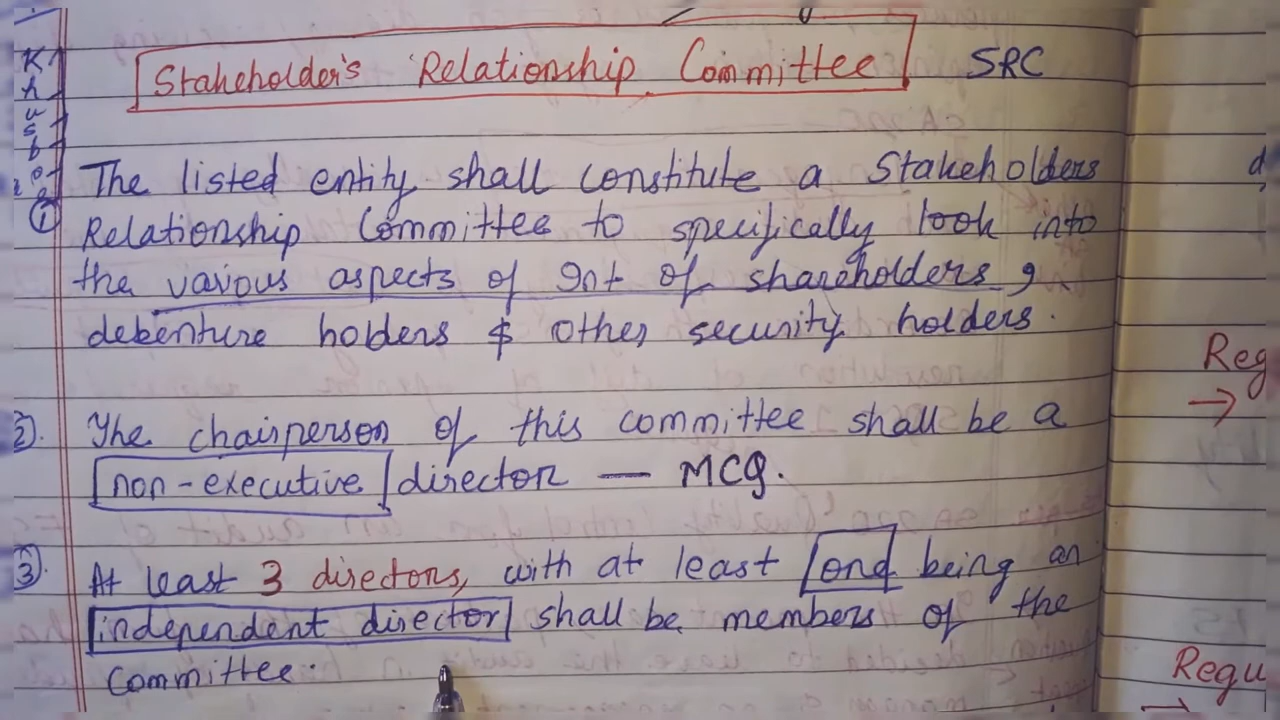 Stakeholder's Relationship Committee SRC
Khusboo
The listed entity shall constitute a Stakeholders
① Relationship Committee to specifically look into
the various aspects of Int of shareholders,
debenture holders & other security holders.
2). The chairperson of this committee shall be a
non-executive director — MCQ.
3). At least 3 directors, with at least one being an
independent director shall be members of the
Committee.
Reg
→
Regu
→